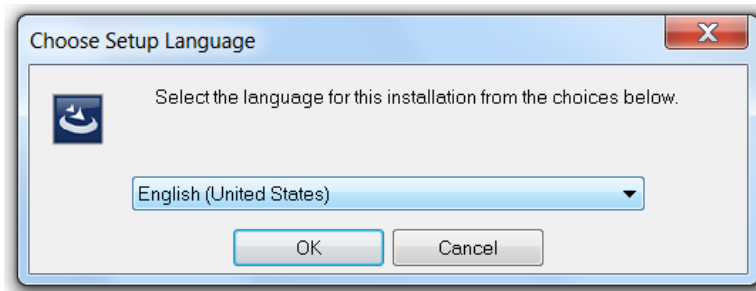 Choose Setup Language
Select the language for this installation from the choices below.
English (United States)
OK
Cancel